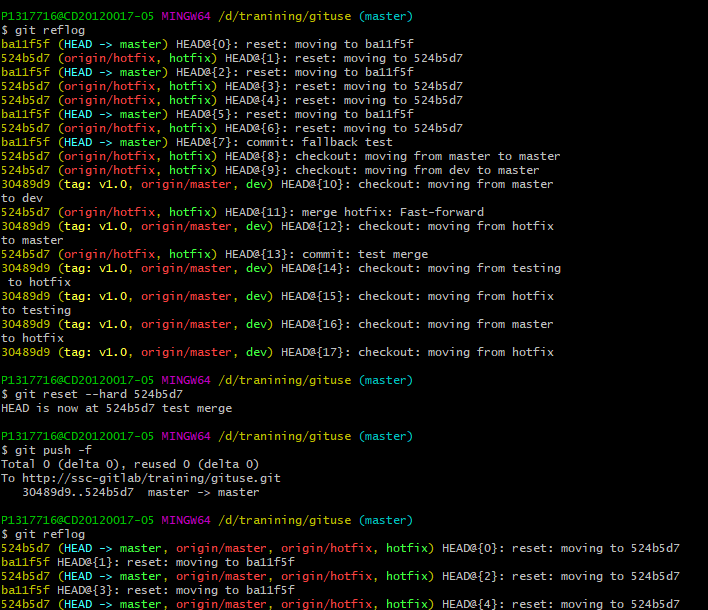 P1317716@CD20120017-05 MINGW64 /d/tranining/gituse (master)
$ git reflog
ba11f5f (HEAD -> master) HEAD@{0}: reset: moving to ba11f5f
524b5d7 (origin/hotfix, hotfix) HEAD@{1}: reset: moving to 524b5d7
ba11f5f (HEAD -> master) HEAD@{2}: reset: moving to ba11f5f
524b5d7 (origin/hotfix, hotfix) HEAD@{3}: reset: moving to 524b5d7
524b5d7 (origin/hotfix, hotfix) HEAD@{4}: reset: moving to 524b5d7
ba11f5f (HEAD -> master) HEAD@{5}: reset: moving to ba11f5f
524b5d7 (origin/hotfix, hotfix) HEAD@{6}: reset: moving to 524b5d7
ba11f5f (HEAD -> master) HEAD@{7}: commit: fallback test
524b5d7 (origin/hotfix, hotfix) HEAD@{8}: checkout: moving from master to master
524b5d7 (origin/hotfix, hotfix) HEAD@{9}: checkout: moving from dev to master
30489d9 (tag: v1.0, origin/master, dev) HEAD@{10}: checkout: moving from master
to dev
524b5d7 (origin/hotfix, hotfix) HEAD@{11}: merge hotfix: Fast-forward
30489d9 (tag: v1.0, origin/master, dev) HEAD@{12}: checkout: moving from hotfix
to master
524b5d7 (origin/hotfix, hotfix) HEAD@{13}: commit: test merge
30489d9 (tag: v1.0, origin/master, dev) HEAD@{14}: checkout: moving from testing
 to hotfix
30489d9 (tag: v1.0, origin/master, dev) HEAD@{15}: checkout: moving from hotfix
to testing
30489d9 (tag: v1.0, origin/master, dev) HEAD@{16}: checkout: moving from master
to hotfix
30489d9 (tag: v1.0, origin/master, dev) HEAD@{17}: checkout: moving from hotfix
P1317716@CD20120017-05 MINGW64 /d/tranining/gituse (master)
$ git reset --hard 524b5d7
HEAD is now at 524b5d7 test merge
P1317716@CD20120017-05 MINGW64 /d/tranining/gituse (master)
$ git push -f
Total 0 (delta 0), reused 0 (delta 0)
To http://ssc-gitlab/training/gituse.git
   30489d9..524b5d7  master -> master
P1317716@CD20120017-05 MINGW64 /d/tranining/gituse (master)
$ git reflog
524b5d7 (HEAD -> master, origin/master, origin/hotfix, hotfix) HEAD@{0}: reset: moving to 524b5d7
ba11f5f HEAD@{1}: reset: moving to ba11f5f
524b5d7 (HEAD -> master, origin/master, origin/hotfix, hotfix) HEAD@{2}: reset: moving to 524b5d7
ba11f5f HEAD@{3}: reset: moving to ba11f5f
524b5d7 (HEAD -> master, origin/master, origin/hotfix, hotfix) HEAD@{4}: reset: moving to 524b5d7